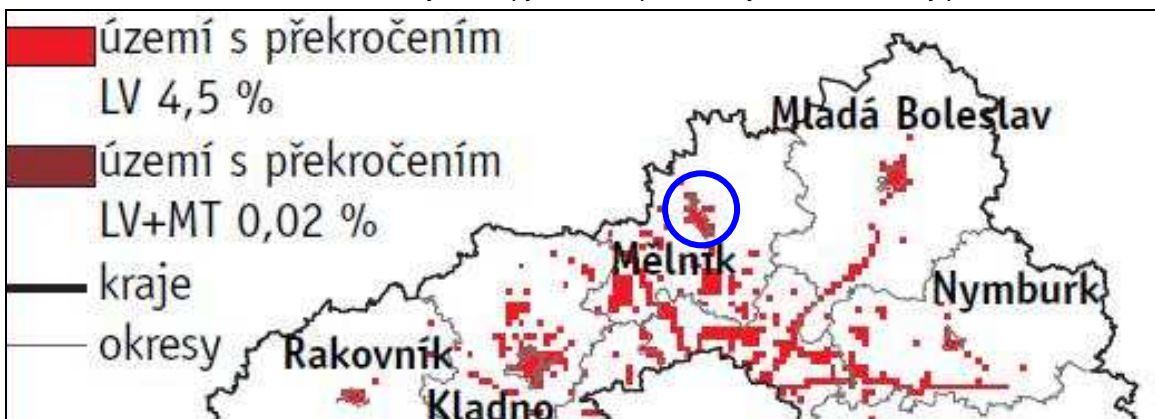 území s překročením
LV 4,5 %
území s překročením
LV+MT 0,02 %
kraje
okresy
Mladá Boleslav
Mělník
Nymburk
Rakovník
Kladno